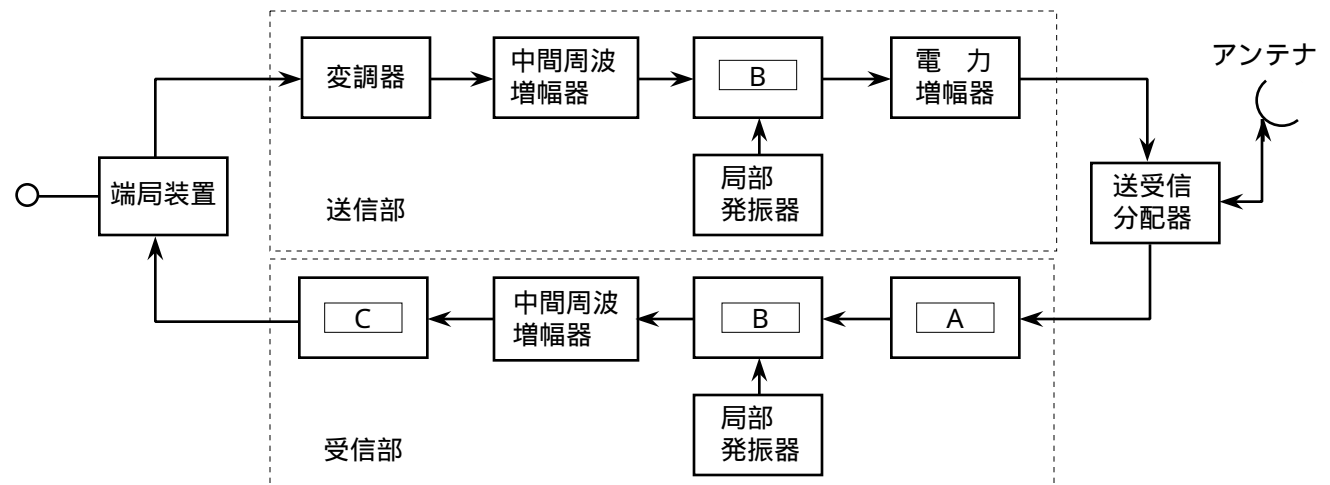 アンテナ
変調器
中間周波
増幅器
B
電　力
増幅器
局部
発振器
端局装置
送信部
送受信
分配器
C
中間周波
増幅器
B
A
局部
発振器
受信部